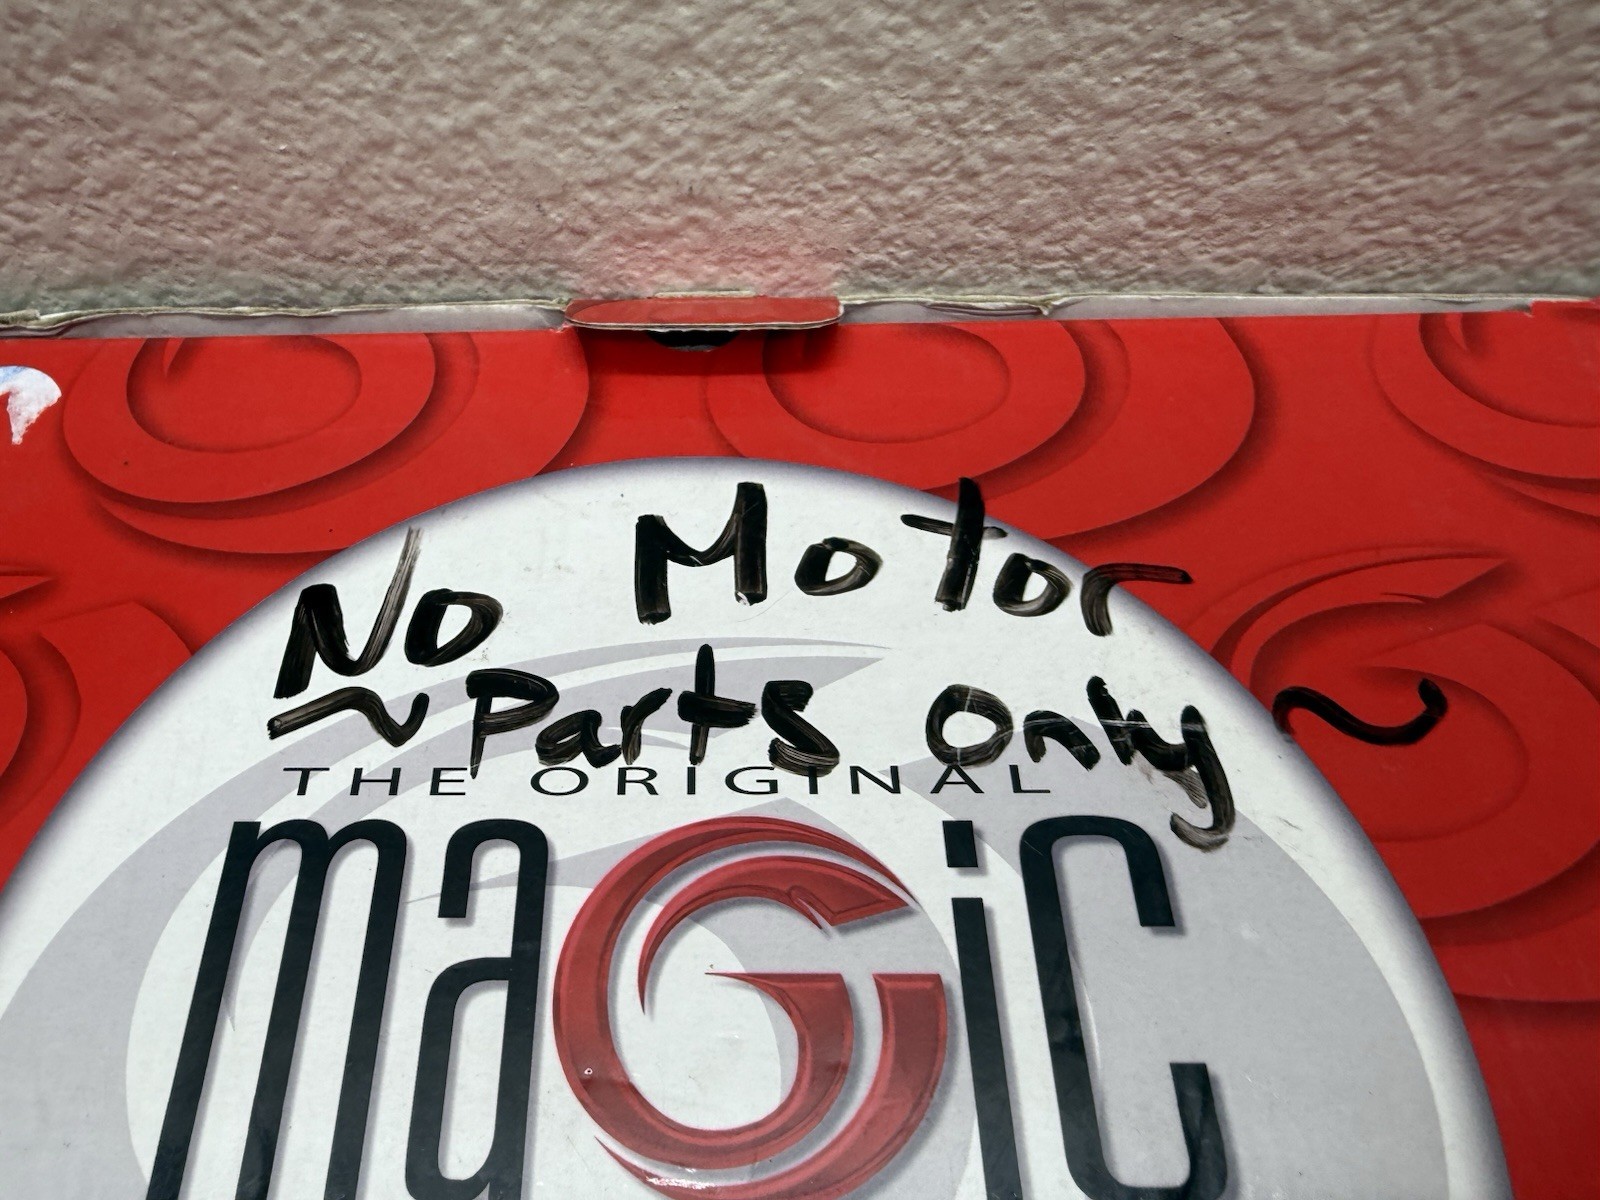 No Motor
~Parts Only~
THE ORIGINAL
maGic